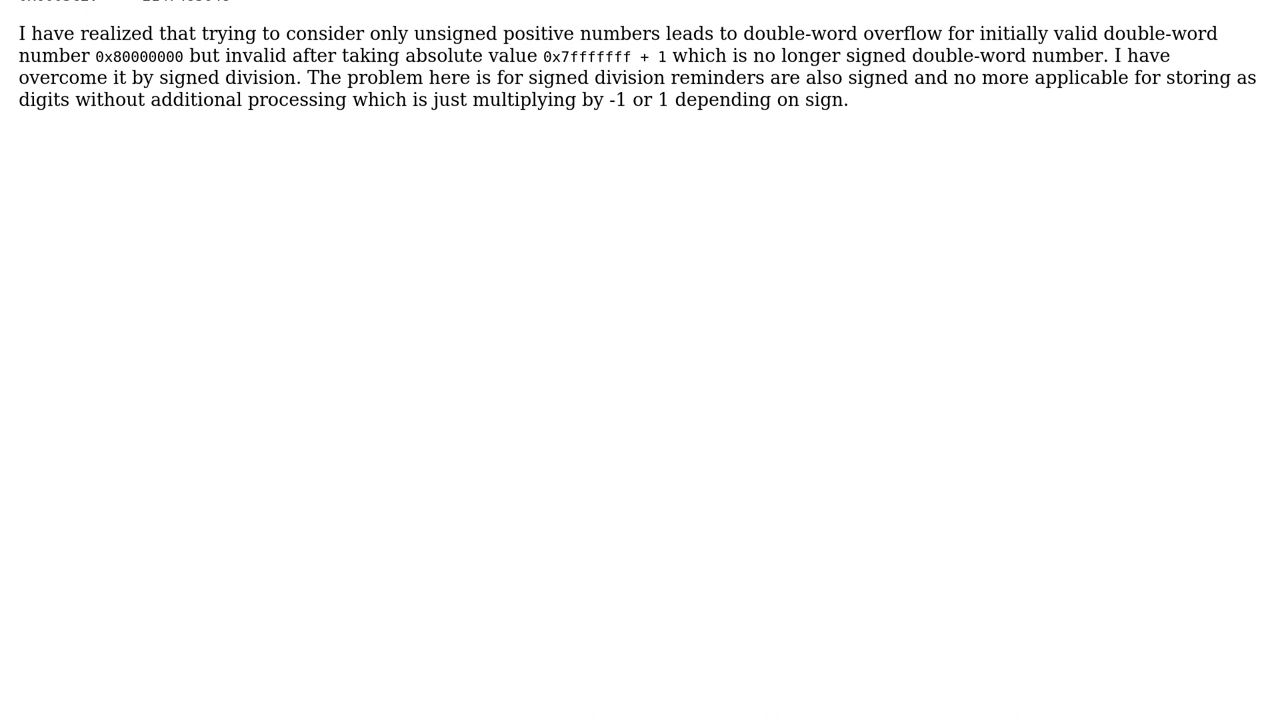 I have realized that trying to consider only unsigned positive numbers leads to double-word overflow for initially valid double-word
number 0x80000000 but invalid after taking absolute value 0x7fffffff + 1 which is no longer signed double-word number. I have
overcome it by signed division. The problem here is for signed division reminders are also signed and no more applicable for storing as
digits without additional processing which is just multiplying by -1 or 1 depending on sign.